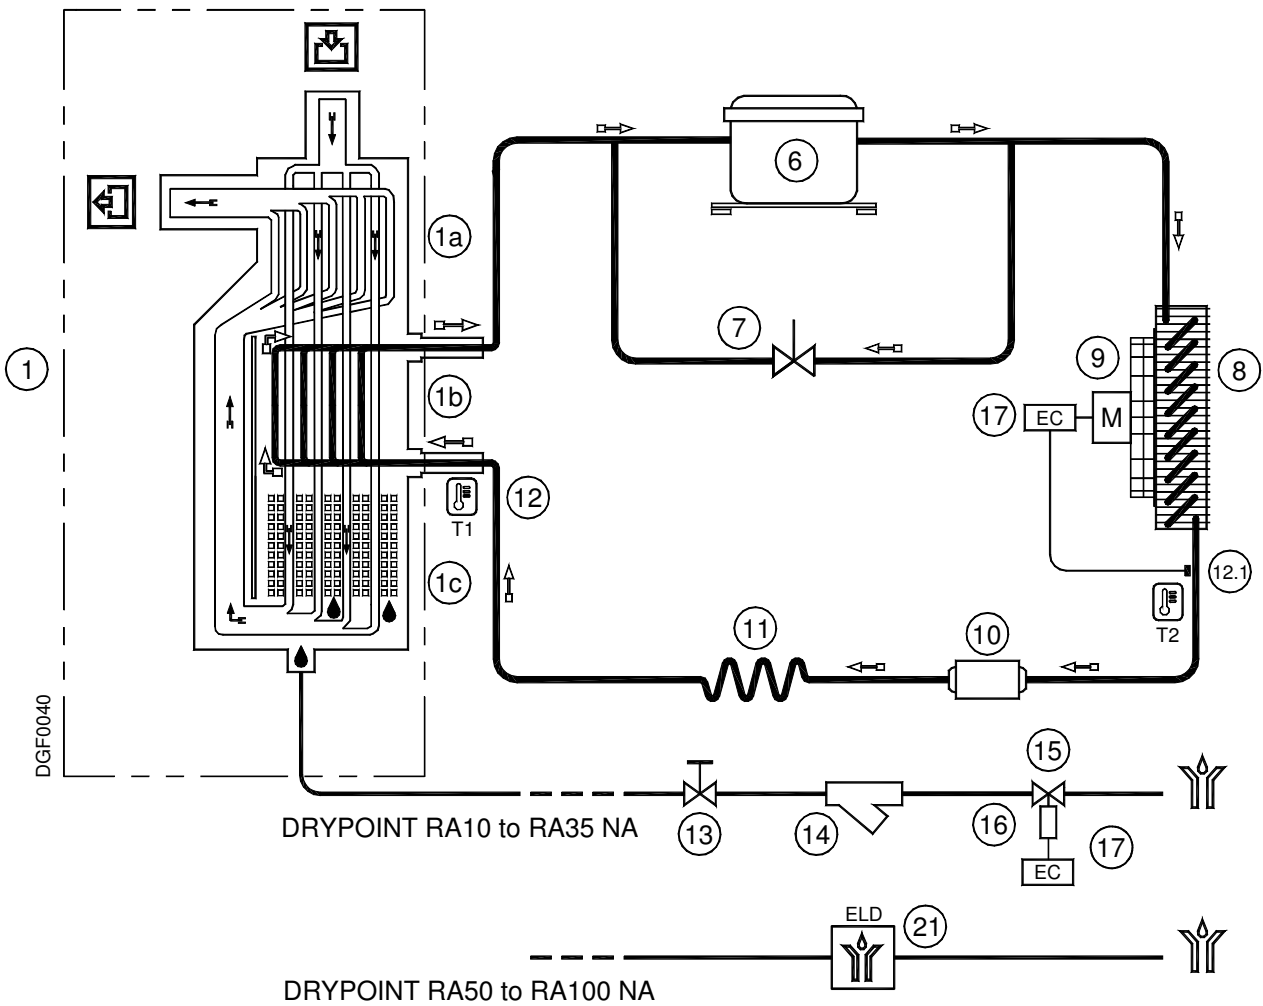 6
1a
7
1
9
8
1b
17
EC
M
12
T1
12.1
1c
T2
11
10
DGF0040
15
DRYPOINT RA10 to RA35 NA
13
14
16
17
EC
ELD
21
DRYPOINT RA50 to RA100 NA